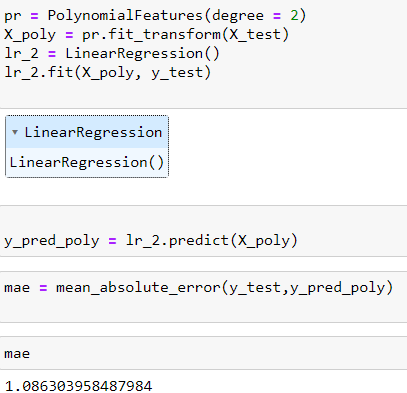 pr = PolynomialFeatures(degree = 2)
X_poly = pr.fit_transform(X_test)
lr_2 = LinearRegression()
lr_2.fit(X_poly, y_test)
▾ LinearRegression
LinearRegression()
y_pred_poly = lr_2.predict(X_poly)
mae = mean_absolute_error(y_test,y_pred_poly)
mae
1.086303958487984